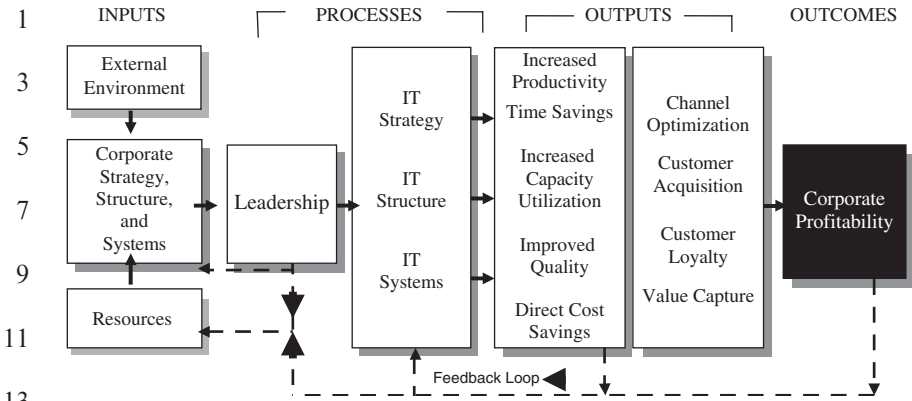 1
INPUTS
PROCESSES
OUTPUTS
OUTCOMES
3
External
Environment
5
Corporate
Strategy,
Structure,
and
Systems
7
9
Resources
11
Leadership
IT
Strategy
IT
Structure
IT
Systems
Increased
Productivity
Time Savings
Increased
Capacity
Utilization
Improved
Quality
Direct Cost
Savings
Channel
Optimization
Customer
Acquisition
Customer
Loyalty
Value Capture
Corporate
Profitability
Feedback Loop
13